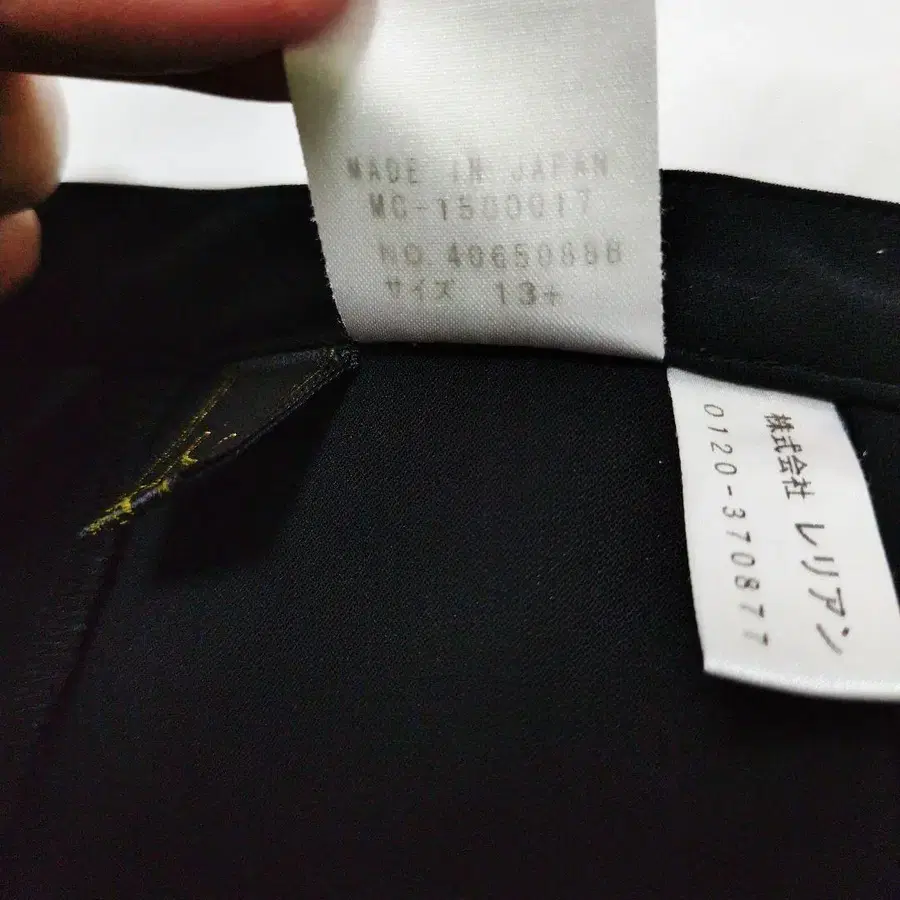 MADE IN JAPAN
MC-1500017
NO 40650888
サイズ 13+
株式会社 レリアン
0120-370877